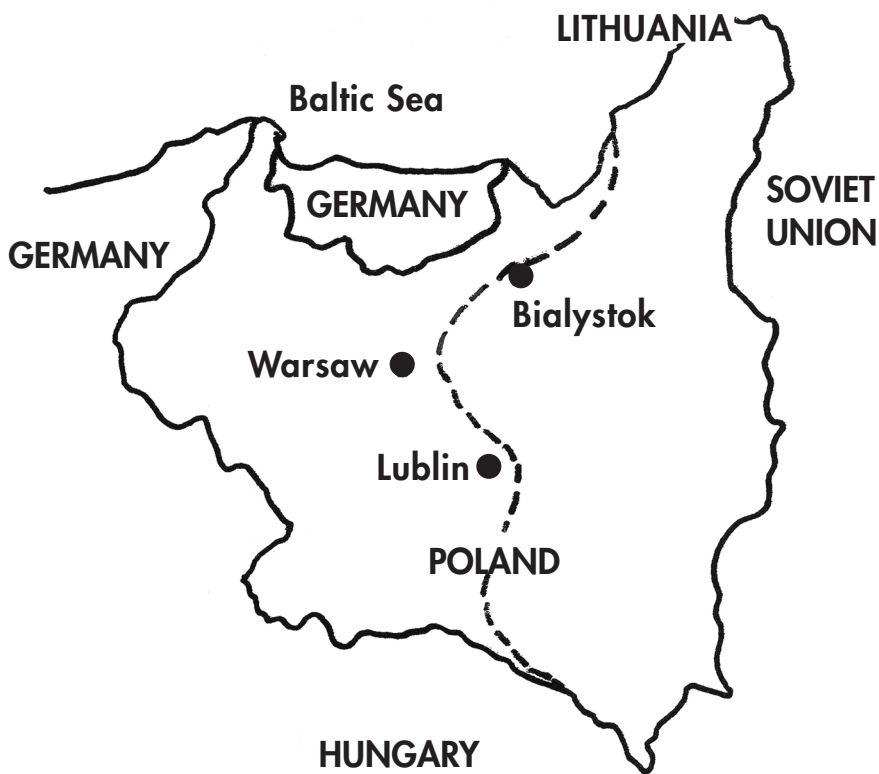 LITHUANIA
Baltic Sea
GERMANY
SOVIET
UNION
GERMANY
Bialystok
Warsaw
Lublin
POLAND
HUNGARY